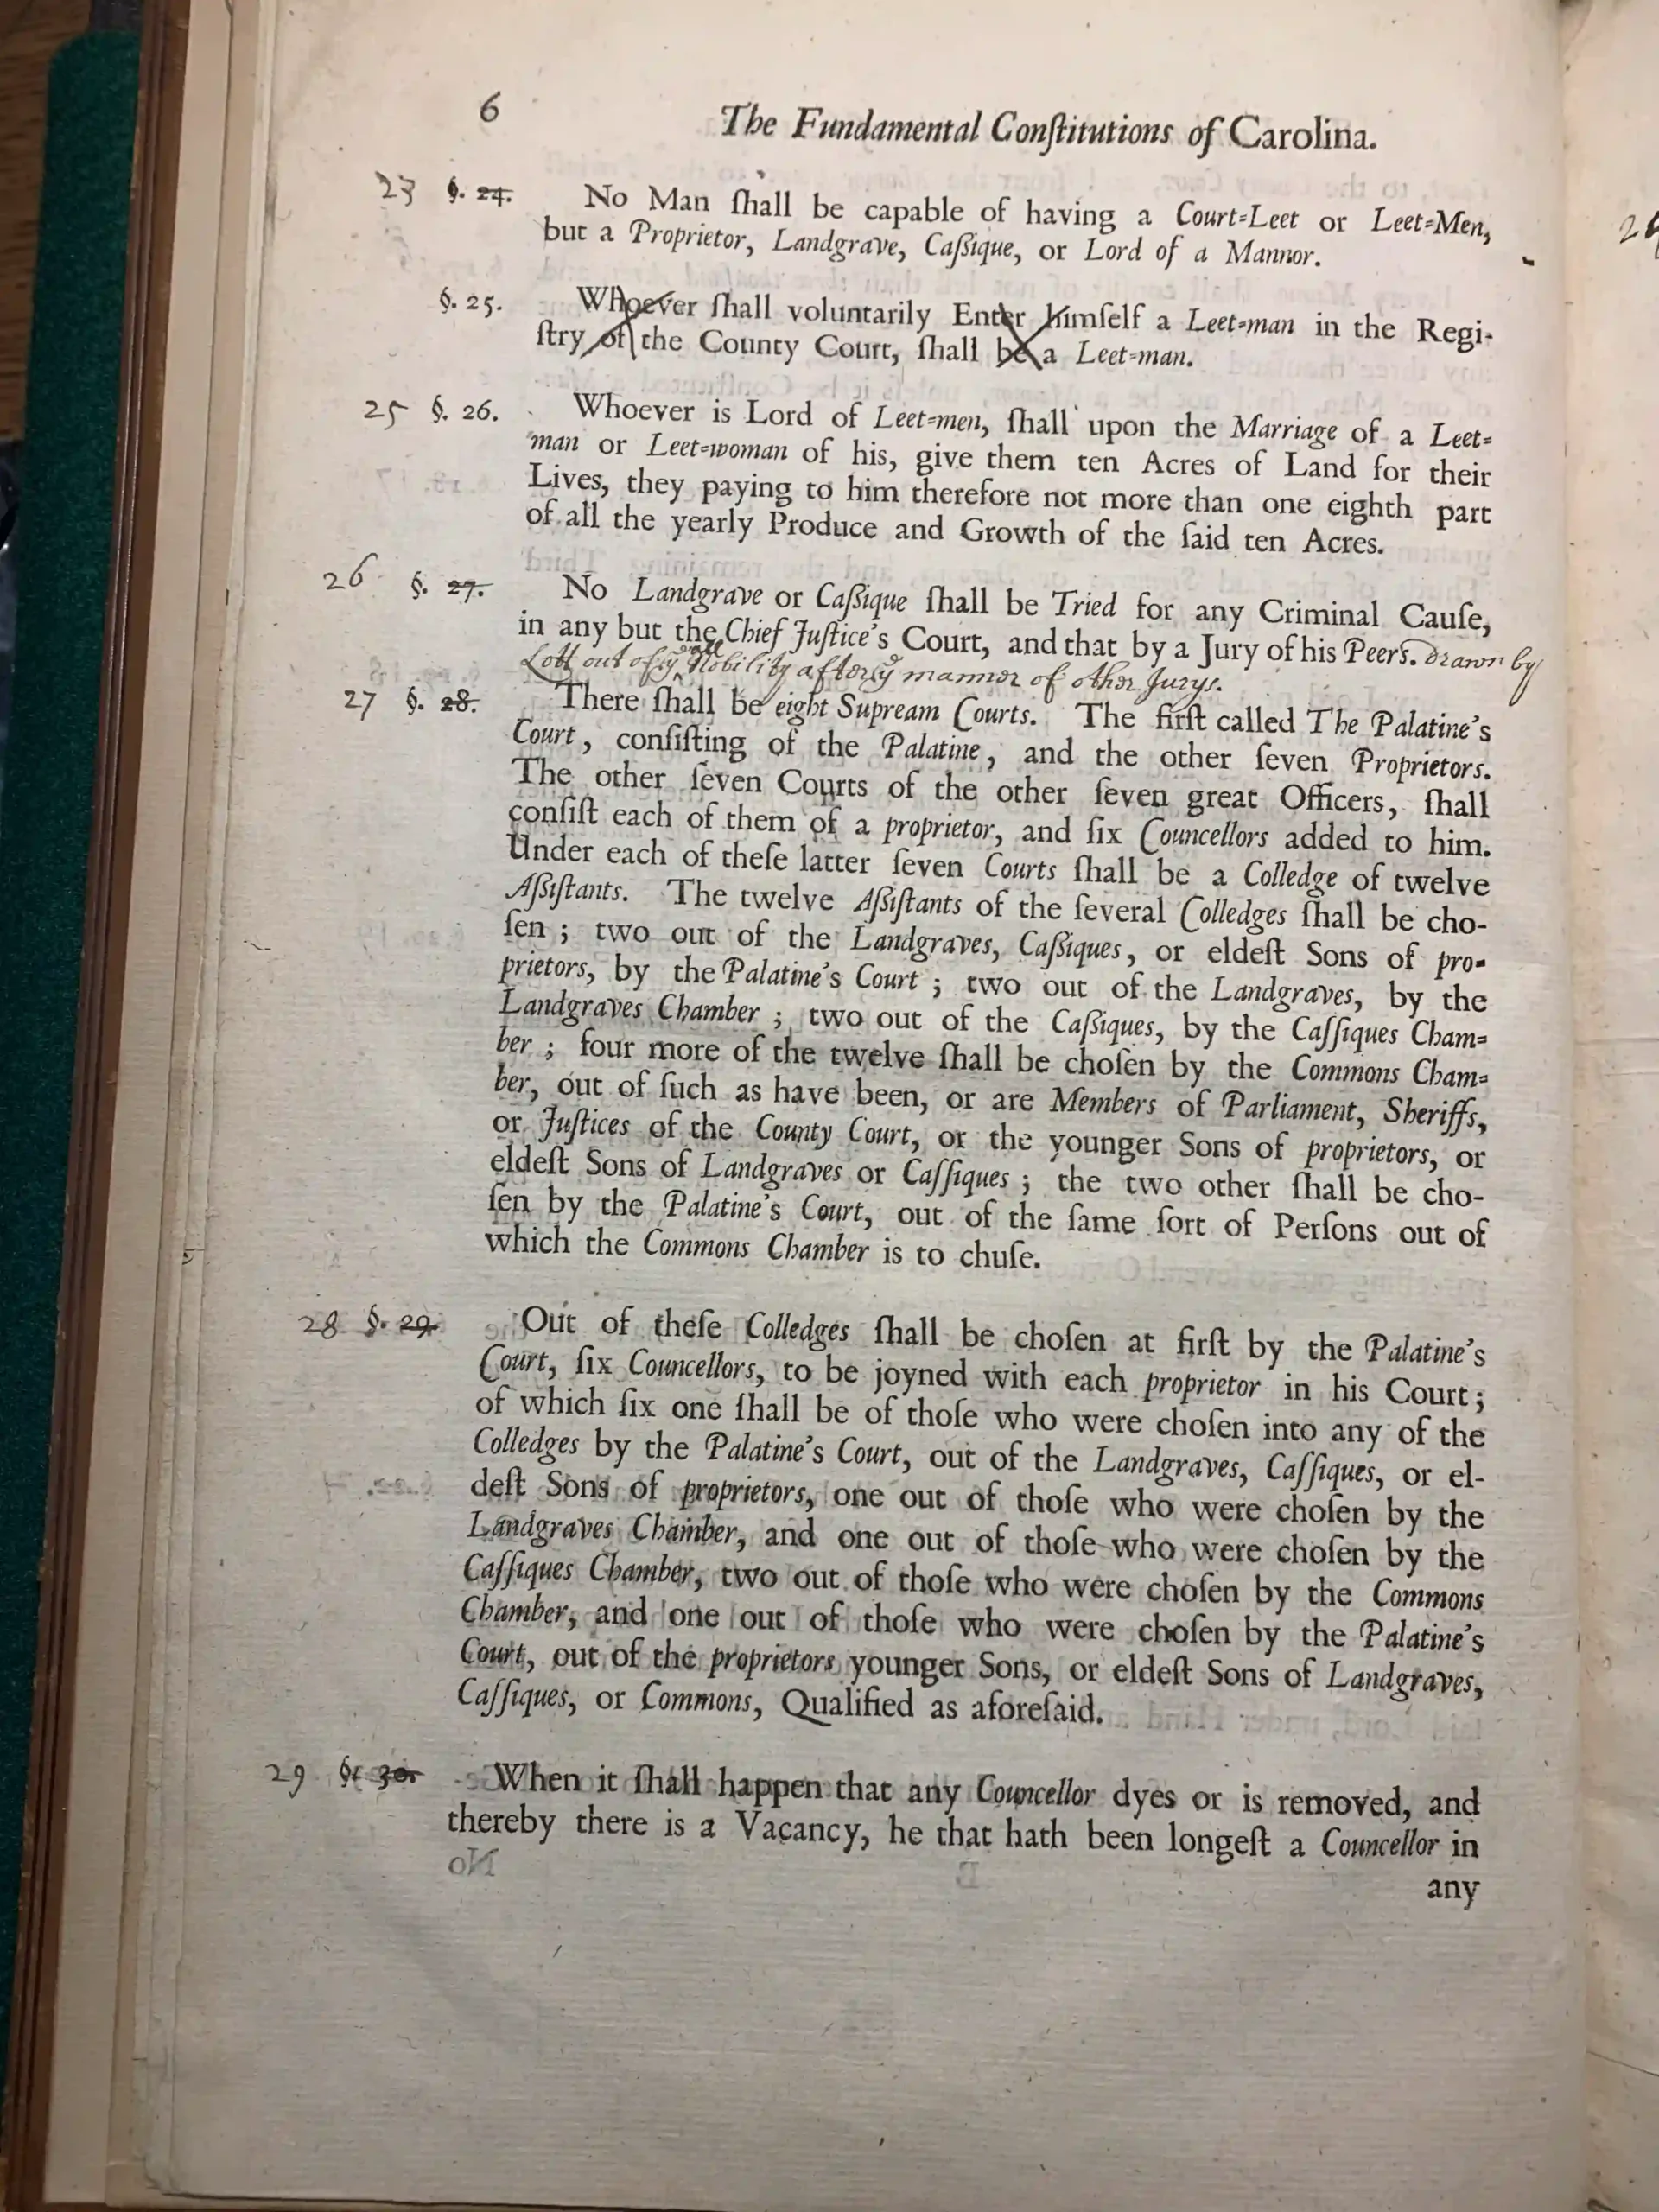 6 The Fundamental Conſtitutions of Carolina.
23 §. 24. No Man ſhall be capable of having a Court=Leet or Leet=Men,
but a Proprietor, Landgrave, Caßique, or Lord of a Mannor.
§. 25. Whoever ſhall voluntarily Enter himſelf a Leet=man in the Regi-
ſtry of the County Court, ſhall be a Leet=man.
25 §. 26. Whoever is Lord of Leet=men, ſhall upon the Marriage of a Leet=
man or Leet=woman of his, give them ten Acres of Land for their
Lives, they paying to him therefore not more than one eighth part
of all the yearly Produce and Growth of the ſaid ten Acres.
26 §. 27. No Landgrave or Caßique ſhall be Tried for any Criminal Cauſe,
in any but the Chief Juſtice's Court, and that by a Jury of his Peers. drawn by
Lott out of yͤ Nobility after yͤ manner of other Jurys.
27 §. 28. There ſhall be eight Supream Courts. The firſt called The Palatine's
Court, conſiſting of the Palatine, and the other ſeven Proprietors.
The other ſeven Courts of the other ſeven great Officers, ſhall
conſiſt each of them of a proprietor, and ſix Councellors added to him.
Under each of theſe latter ſeven Courts ſhall be a Colledge of twelve
Aßiſtants. The twelve Aßiſtants of the ſeveral Colledges ſhall be cho-
ſen ; two out of the Landgraves, Caßiques, or eldeſt Sons of pro-
prietors, by the Palatine's Court ; two out of the Landgraves, by the
Landgraves Chamber ; two out of the Caßiques, by the Caſſiques Cham=
ber ; four more of the twelve ſhall be choſen by the Commons Cham=
ber, out of ſuch as have been, or are Members of Parliament, Sheriffs,
or Juſtices of the County Court, or the younger Sons of proprietors, or
eldeſt Sons of Landgraves or Caſſiques ; the two other ſhall be cho-
ſen by the Palatine's Court, out of the ſame ſort of Perſons out of
which the Commons Chamber is to chuſe.
28 §. 29. Out of theſe Colledges ſhall be choſen at firſt by the Palatine's
Court, ſix Councellors, to be joyned with each proprietor in his Court;
of which ſix one ſhall be of thoſe who were choſen into any of the
Colledges by the Palatine's Court, out of the Landgraves, Caſſiques, or el-
deſt Sons of proprietors, one out of thoſe who were choſen by the
Landgraves Chamber, and one out of thoſe who were choſen by the
Caſſiques Chamber, two out of thoſe who were choſen by the Commons
Chamber, and one out of thoſe who were choſen by the Palatine's
Court, out of the proprietors younger Sons, or eldeſt Sons of Landgraves,
Caſſiques, or Commons, Qualified as aforeſaid.
29 §. 30. When it ſhall happen that any Councellor dyes or is removed, and
thereby there is a Vacancy, he that hath been longeſt a Councellor in
any